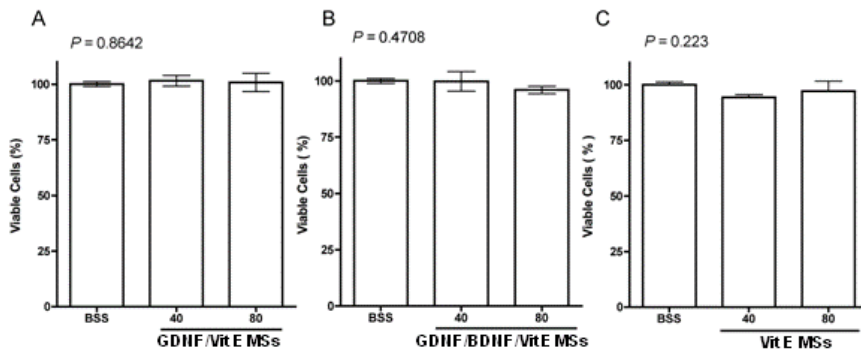 A
P = 0.8642
Viable Cells (%)
100
75
50
25
0
BSS
40
80
GDNF/Vit E MSs
B
P = 0.4708
Viable Cells ( % )
100
75
50
25
0
BSS
40
80
GDNF/BDNF/Vit E MSs
C
P = 0.223
Viable Cells ( % )
100
75
50
25
0
BSS
40
80
Vit E MSs